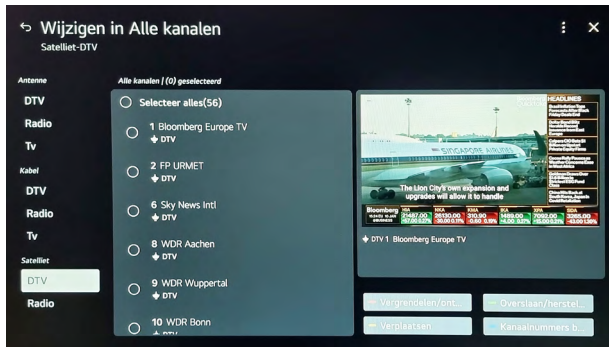 Wijzigen in Alle kanalen
Satelliet-DTV
Antenne
DTV
Radio
Tv
Kabel
DTV
Radio
Tv
Satelliet
DTV
Radio
Alle kanalen | (0) geselecteerd
Selecteer alles(56)
1 Bloomberg Europe TV
DTV
2 FP URMET
DTV
6 Sky News Intl
DTV
8 WDR Aachen
DTV
9 WDR Wuppertal
DTV
10 WDR Bonn
DTV
HEADLINES
SINGAPORE AIRLINES
The Lion City's own expansion and
upgrades will allow it to handle
Bloomberg
DTV 1 Bloomberg Europe TV
Vergrendelen/ont...
Overslaan/herstel...
Verplaatsen
Kanaalnummers b...